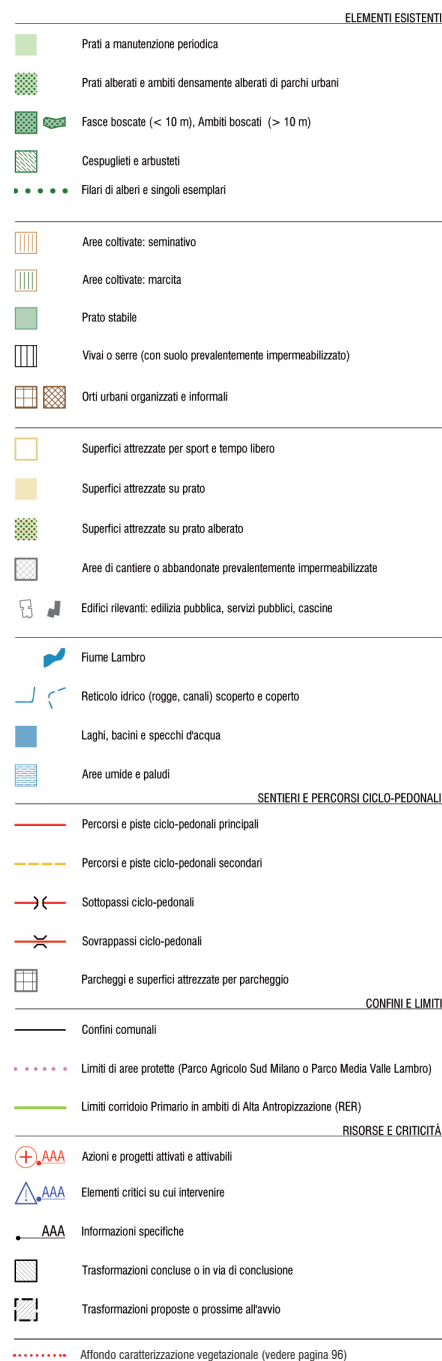 ELEMENTI ESISTENTI
Prati a manutenzione periodica
Prati alberati e ambiti densamente alberati di parchi urbani
Fasce boscate (< 10 m), Ambiti boscati (> 10 m)
Cespuglieti e arbusteti
Filari di alberi e singoli esemplari
Aree coltivate: seminativo
Aree coltivate: marcita
Prato stabile
Vivai o serre (con suolo prevalentemente impermeabilizzato)
Orti urbani organizzati e informali
Superfici attrezzate per sport e tempo libero
Superfici attrezzate su prato
Superfici attrezzate su prato alberato
Aree di cantiere o abbandonate prevalentemente impermeabilizzate
Edifici rilevanti: edilizia pubblica, servizi pubblici, cascine
Fiume Lambro
Reticolo idrico (rogge, canali) scoperto e coperto
Laghi, bacini e specchi d'acqua
Aree umide e paludi
SENTIERI E PERCORSI CICLO-PEDONALI
Percorsi e piste ciclo-pedonali principali
Percorsi e piste ciclo-pedonali secondari
Sottopassi ciclo-pedonali
Sovrappassi ciclo-pedonali
Parcheggi e superfici attrezzate per parcheggio
CONFINI E LIMITI
Confini comunali
Limiti di aree protette (Parco Agricolo Sud Milano o Parco Media Valle Lambro)
Limiti corridoio Primario in ambiti di Alta Antropizzazione (RER)
RISORSE E CRITICITÀ
AAA Azioni e progetti attivati e attivabili
AAA Elementi critici su cui intervenire
AAA Informazioni specifiche
Trasformazioni concluse o in via di conclusione
Trasformazioni proposte o prossime all'avvio
Affondo caratterizzazione vegetazionale (vedere pagina 96)